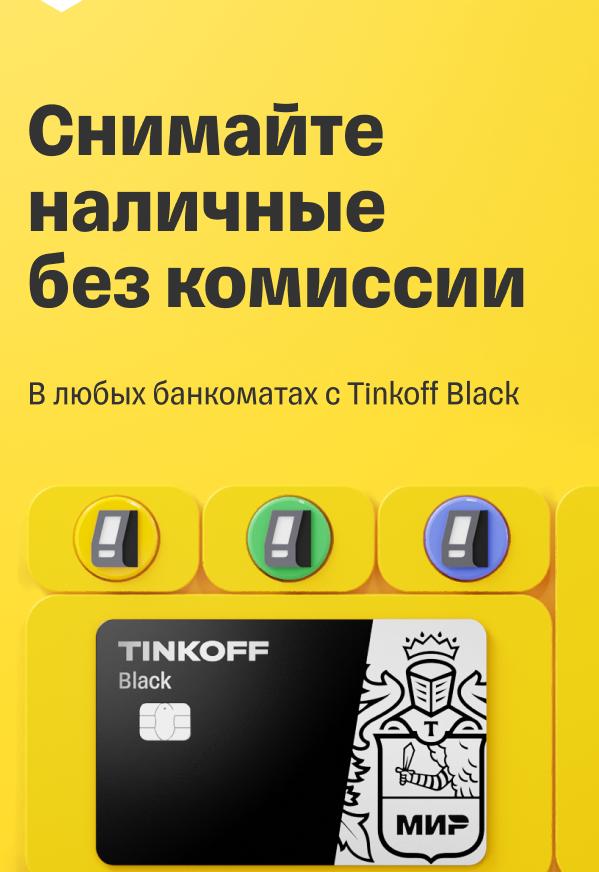 Снимайте
наличные
без комиссии
В любых банкоматах с Tinkoff Black
TINKOFF
Black
Т
МИР